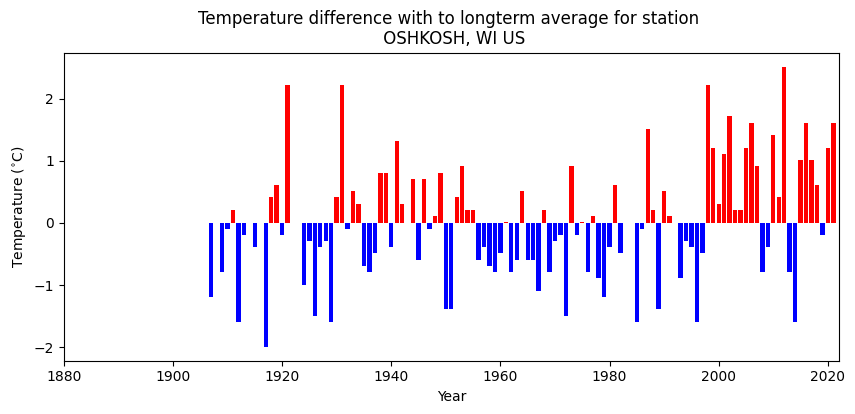 Temperature difference with to longterm average for station
OSHKOSH, WI US
Temperature (°C)
2
1
0
−1
−2
1880 1900 1920 1940 1960 1980 2000 2020
Year